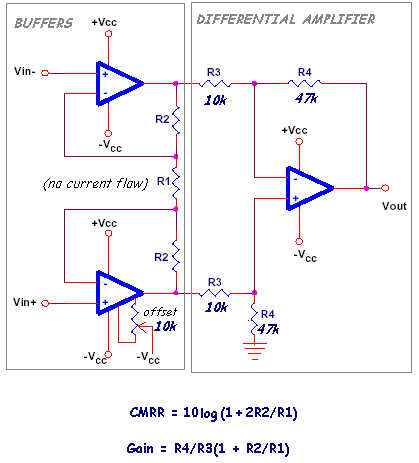 BUFFERS
DIFFERENTIAL AMPLIFIER
+Vcc
Vin-
+
-
-Vcc
R2
R3
10k
R4
47k
(no current flaw)
R1
+Vcc
-
+
-Vcc
Vout
+Vcc
R2
-
+
Vin+
offset
10k
-Vcc
-Vcc
R3
10k
R4
47k
CMRR = 10log(1 + 2R2/R1)
Gain = R4/R3(1 + R2/R1)